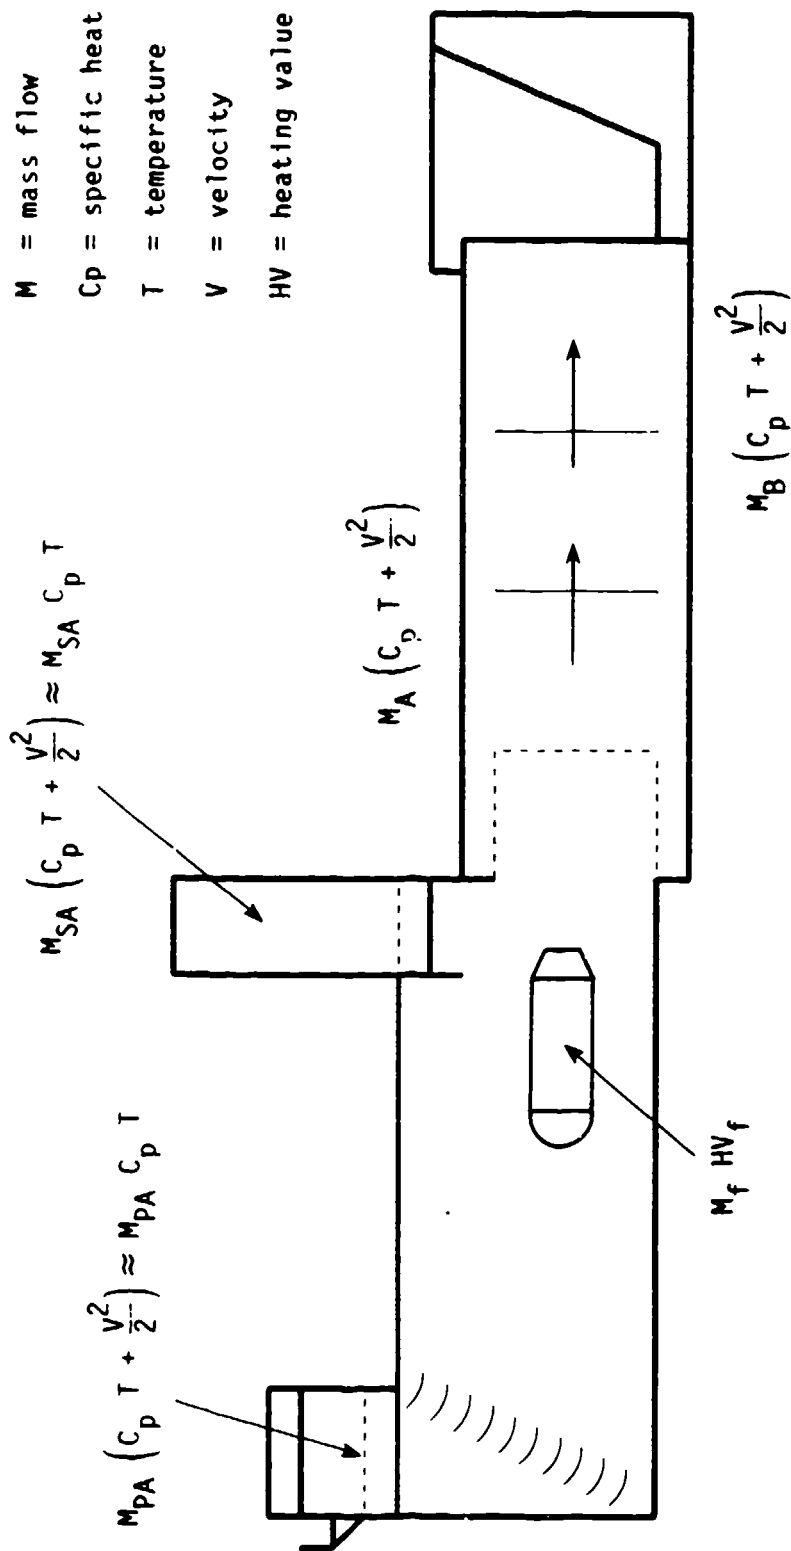 M = mass flow
Cp = specific heat
T = temperature
V = velocity
HV = heating value
M_PA (C_p T + V²/2) ≈ M_PA C_p T
M_SA (C_p T + V²/2) ≈ M_SA C_p T
M_A (C_p T + V²/2)
M_f HV_f
M_B (C_p T + V²/2)